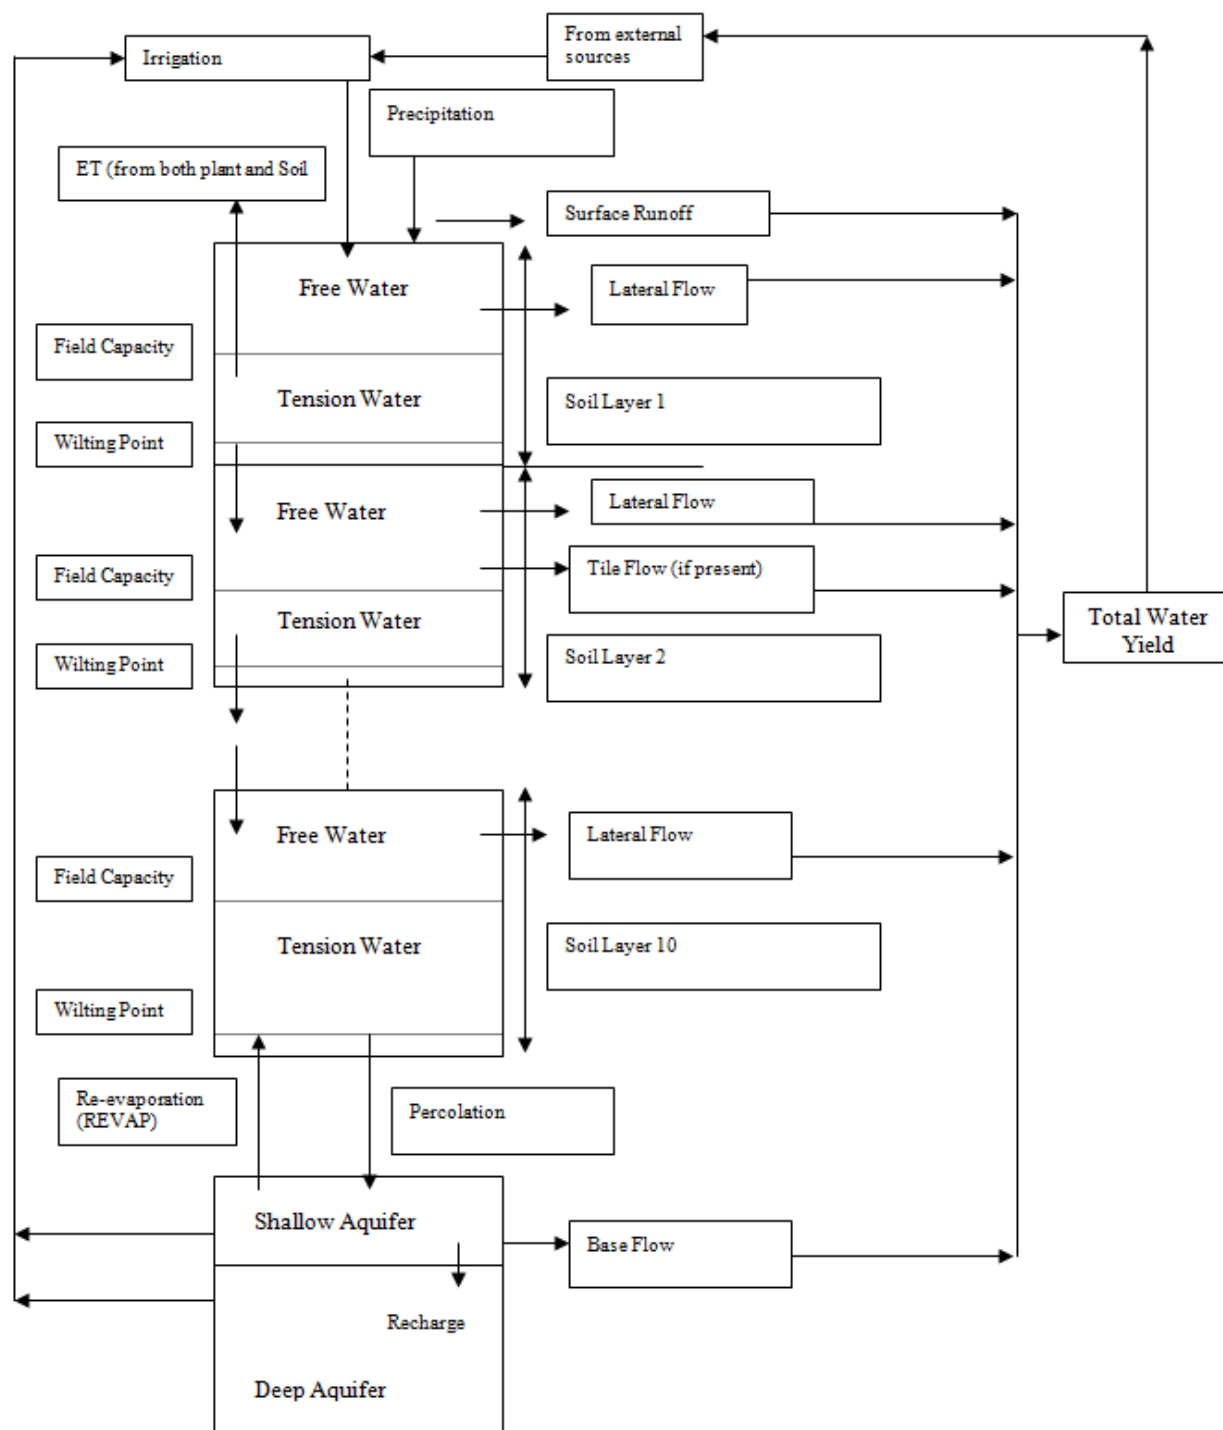 From external
sources
Irrigation
Precipitation
ET (from both plant and Soil
Surface Runoff
Free Water
Lateral Flow
Field Capacity
Tension Water
Soil Layer 1
Wilting Point
Free Water
Lateral Flow
Field Capacity
Tile Flow (if present)
Tension Water
Total Water
Yield
Wilting Point
Soil Layer 2
Free Water
Lateral Flow
Field Capacity
Tension Water
Soil Layer 10
Wilting Point
Re-evaporation
(REVAP)
Percolation
Shallow Aquifer
Base Flow
Recharge
Deep Aquifer